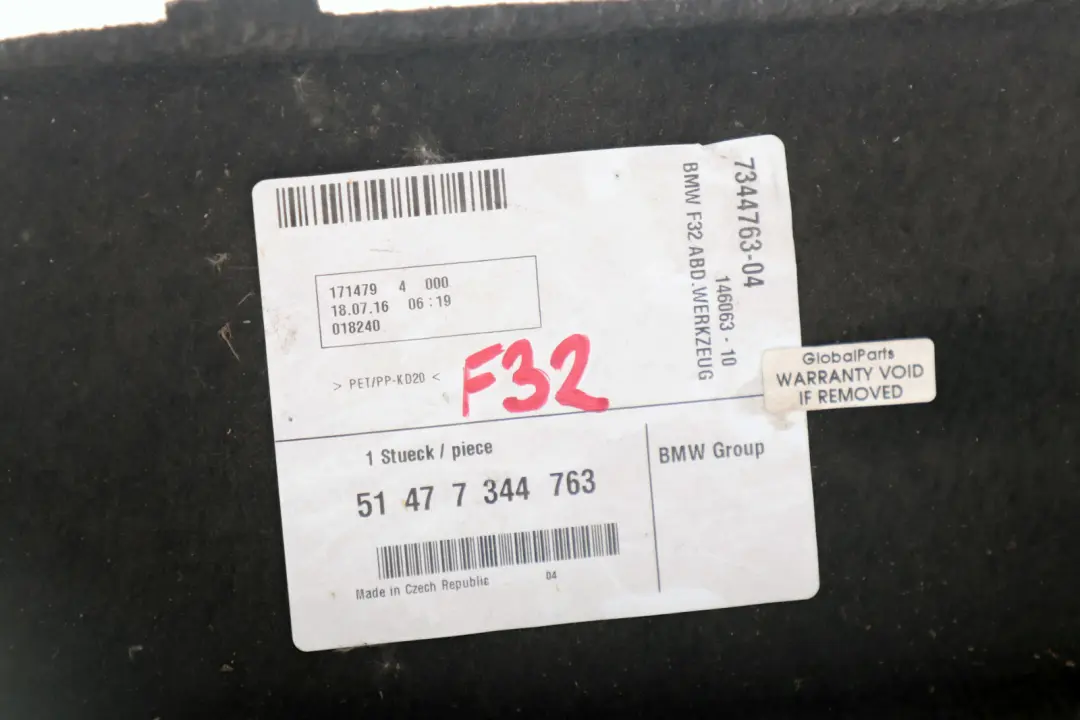 171479 4 000
18.07.16 06:19
018240
> PET/PP-KD20 <
F32
7344763-04
146063-10
BMW F32 ABD.WERKZEUG
1 Stueck / piece
51 47 7 344 763
Made in Czech Republic 04
BMW Group
GlobalParts
WARRANTY VOID
IF REMOVED